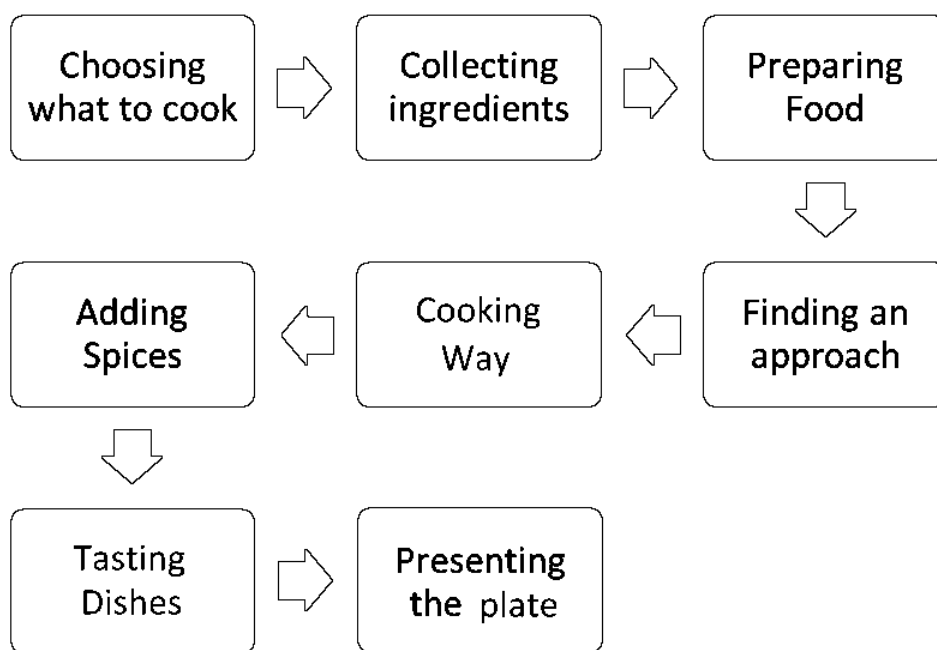 Choosing
what to cook
Collecting
ingredients
Preparing
Food
Finding an
approach
Cooking
Way
Adding
Spices
Tasting
Dishes
Presenting
the plate